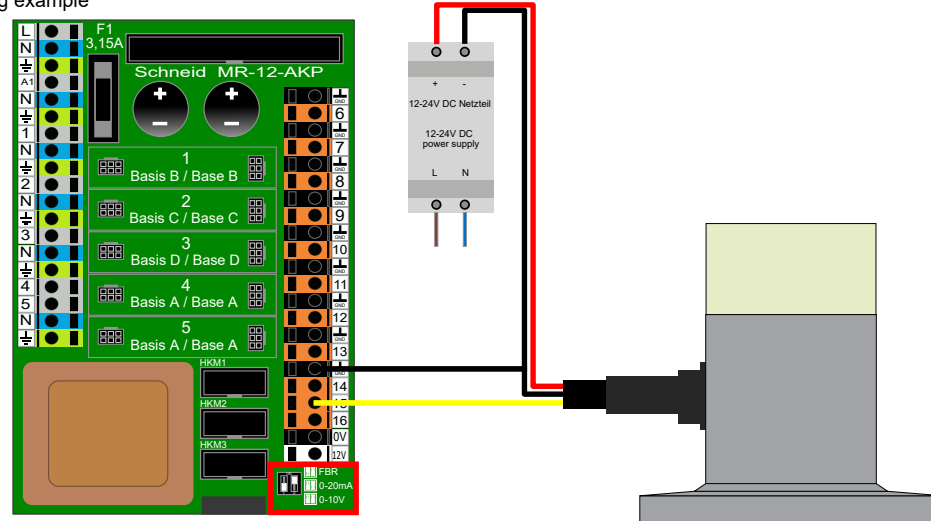 g example
L
N
A1
N
1
N
2
N
3
N
4
5
N
F1
3,15A
Schneid MR-12-AKP
1
Basis B / Base B
2
Basis C / Base C
3
Basis D / Base D
4
Basis A / Base A
5
Basis A / Base A
HKM1
HKM2
HKM3
GND
6
GND
7
GND
8
GND
9
GND
10
GND
11
GND
12
GND
13
GND
14
15
16
0V
12V
FBR
0-20mA
0-10V
+ -
12-24V DC Netzteil
12-24V DC
power supply
L N